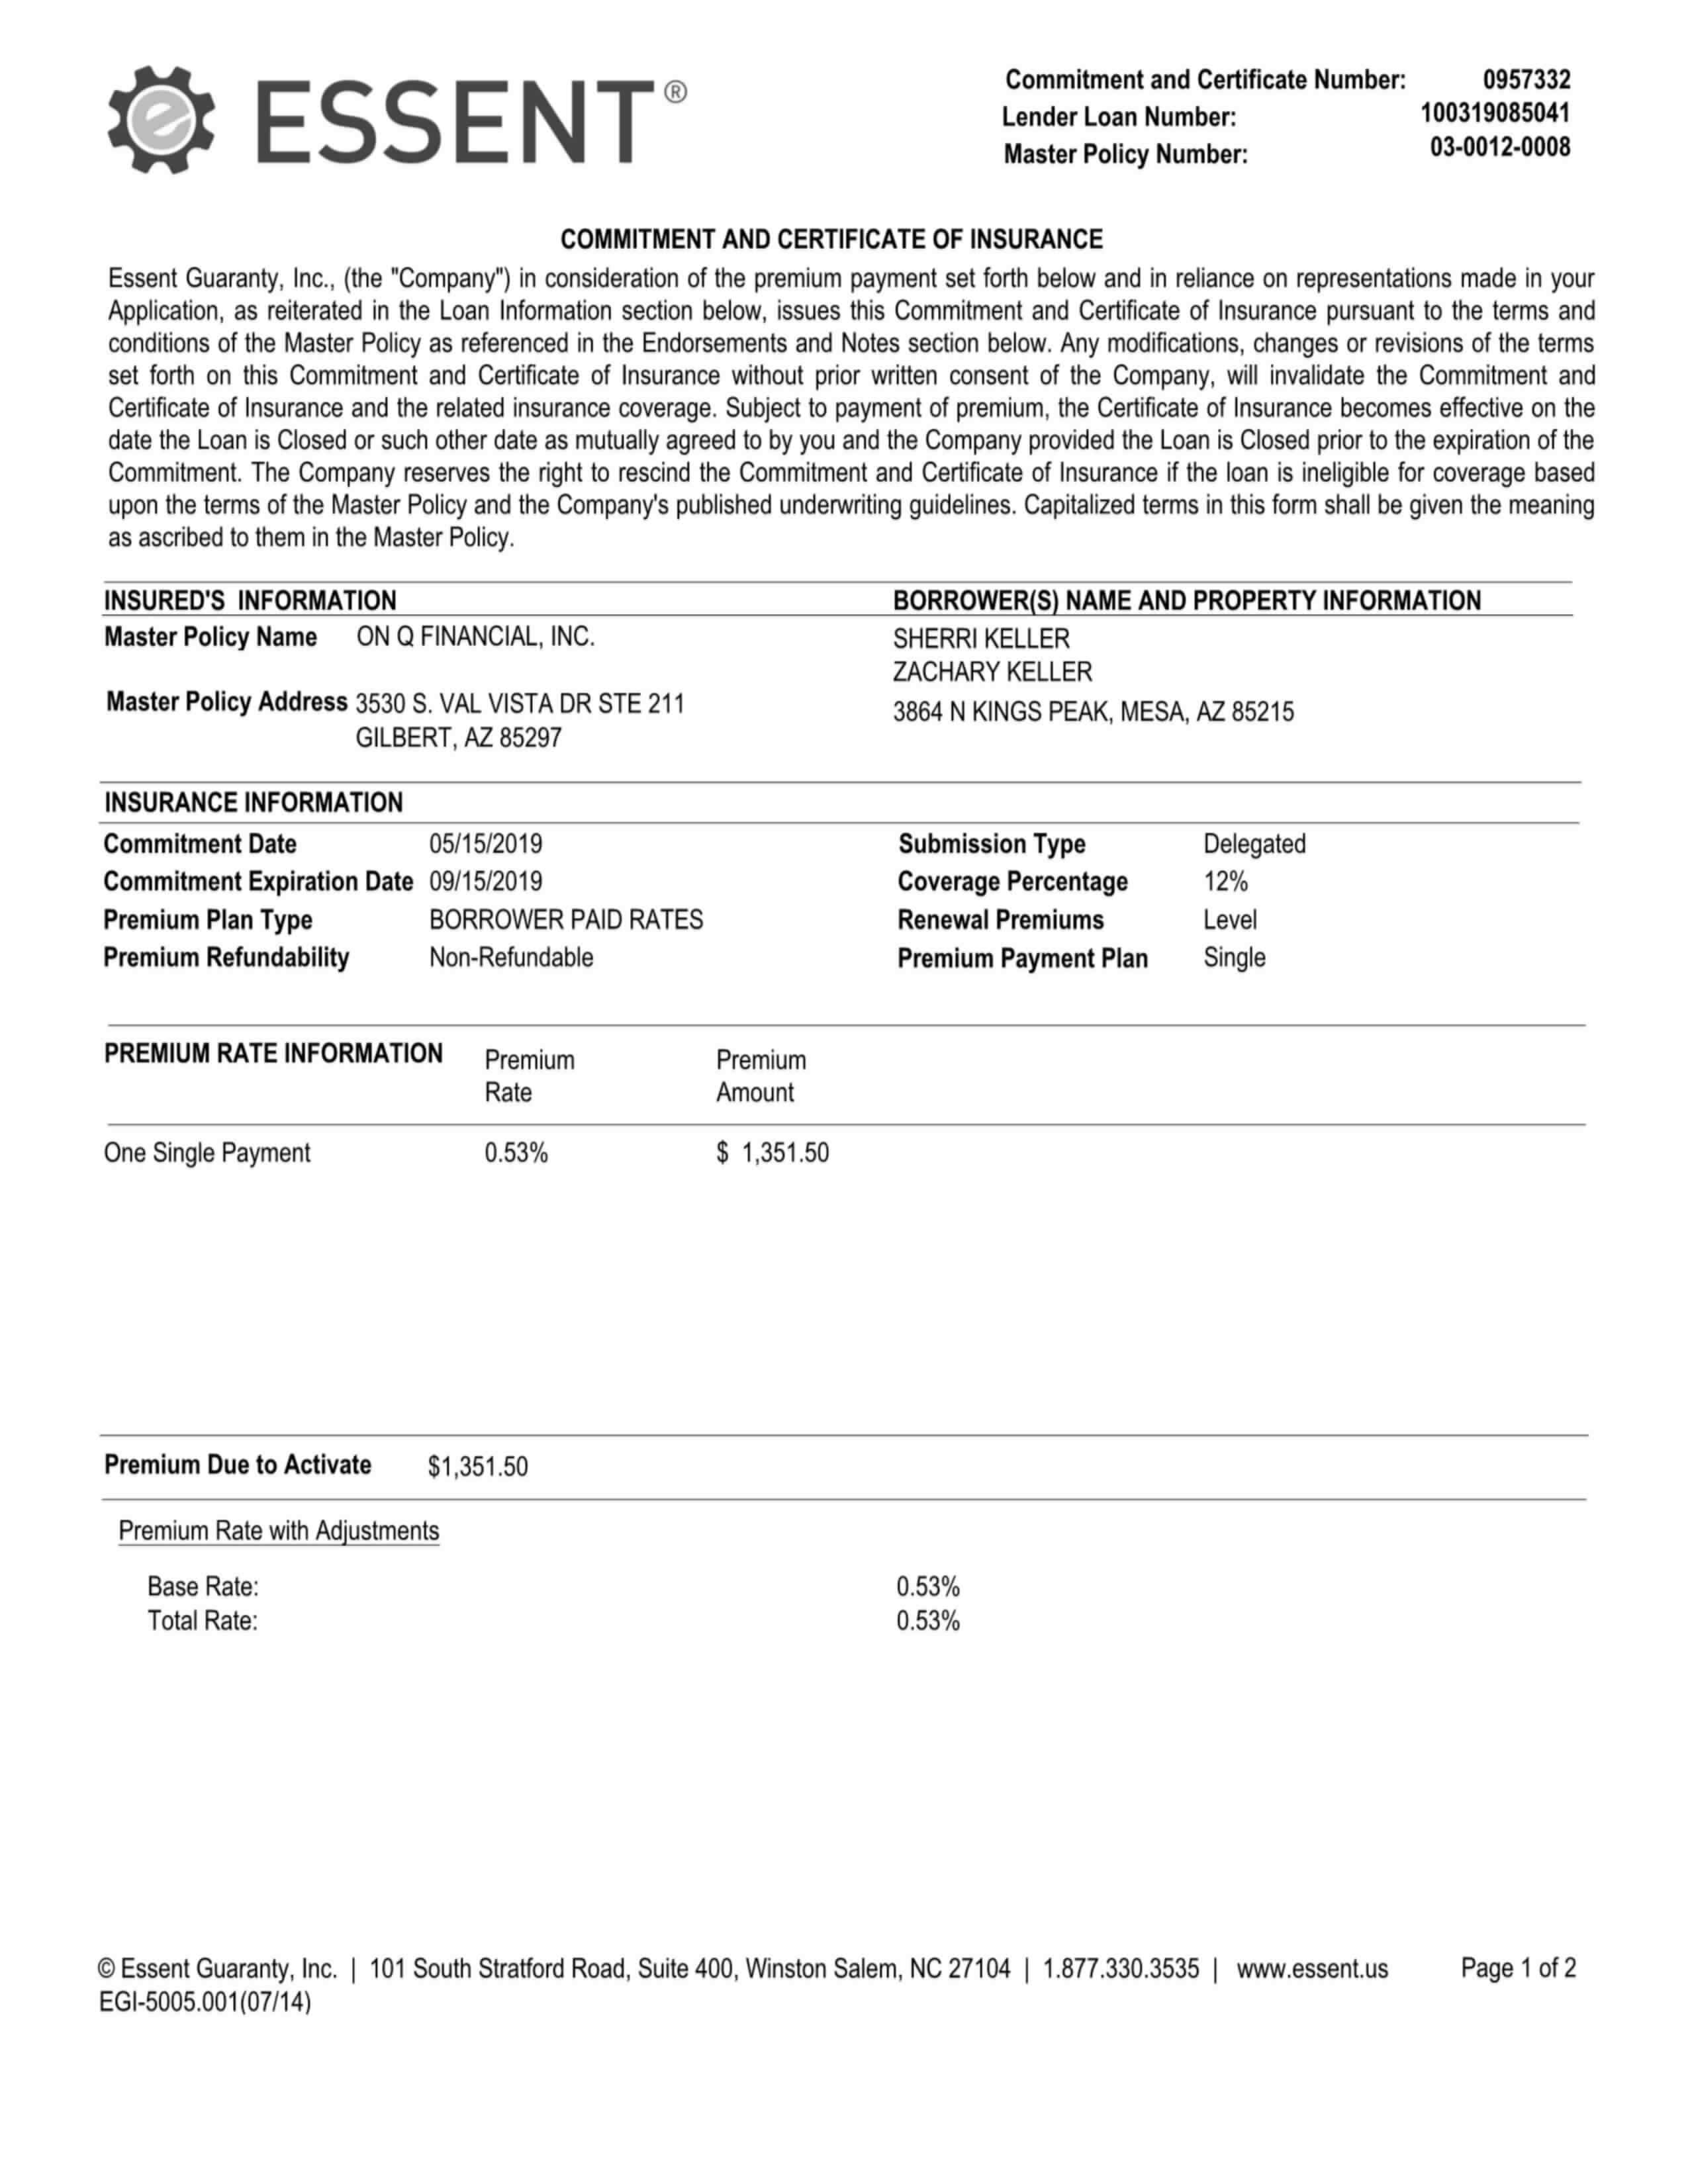 ESSENT®
Commitment and Certificate Number: 0957332
Lender Loan Number: 100319085041
Master Policy Number: 03-0012-0008
COMMITMENT AND CERTIFICATE OF INSURANCE
Essent Guaranty, Inc., (the "Company") in consideration of the premium payment set forth below and in reliance on representations made in your
Application, as reiterated in the Loan Information section below, issues this Commitment and Certificate of Insurance pursuant to the terms and
conditions of the Master Policy as referenced in the Endorsements and Notes section below. Any modifications, changes or revisions of the terms
set forth on this Commitment and Certificate of Insurance without prior written consent of the Company, will invalidate the Commitment and
Certificate of Insurance and the related insurance coverage. Subject to payment of premium, the Certificate of Insurance becomes effective on the
date the Loan is Closed or such other date as mutually agreed to by you and the Company provided the Loan is Closed prior to the expiration of the
Commitment. The Company reserves the right to rescind the Commitment and Certificate of Insurance if the loan is ineligible for coverage based
upon the terms of the Master Policy and the Company's published underwriting guidelines. Capitalized terms in this form shall be given the meaning
as ascribed to them in the Master Policy.
INSURED'S INFORMATION
Master Policy Name ON Q FINANCIAL, INC.
Master Policy Address 3530 S. VAL VISTA DR STE 211
GILBERT, AZ 85297
BORROWER(S) NAME AND PROPERTY INFORMATION
SHERRI KELLER
ZACHARY KELLER
3864 N KINGS PEAK, MESA, AZ 85215
INSURANCE INFORMATION
Commitment Date 05/15/2019
Commitment Expiration Date 09/15/2019
Premium Plan Type BORROWER PAID RATES
Premium Refundability Non-Refundable
Submission Type Delegated
Coverage Percentage 12%
Renewal Premiums Level
Premium Payment Plan Single
PREMIUM RATE INFORMATION Premium Premium
Rate Amount
One Single Payment 0.53% $ 1,351.50
Premium Due to Activate $1,351.50
Premium Rate with Adjustments
Base Rate: 0.53%
Total Rate: 0.53%
© Essent Guaranty, Inc. | 101 South Stratford Road, Suite 400, Winston Salem, NC 27104 | 1.877.330.3535 | www.essent.us Page 1 of 2
EGI-5005.001(07/14)